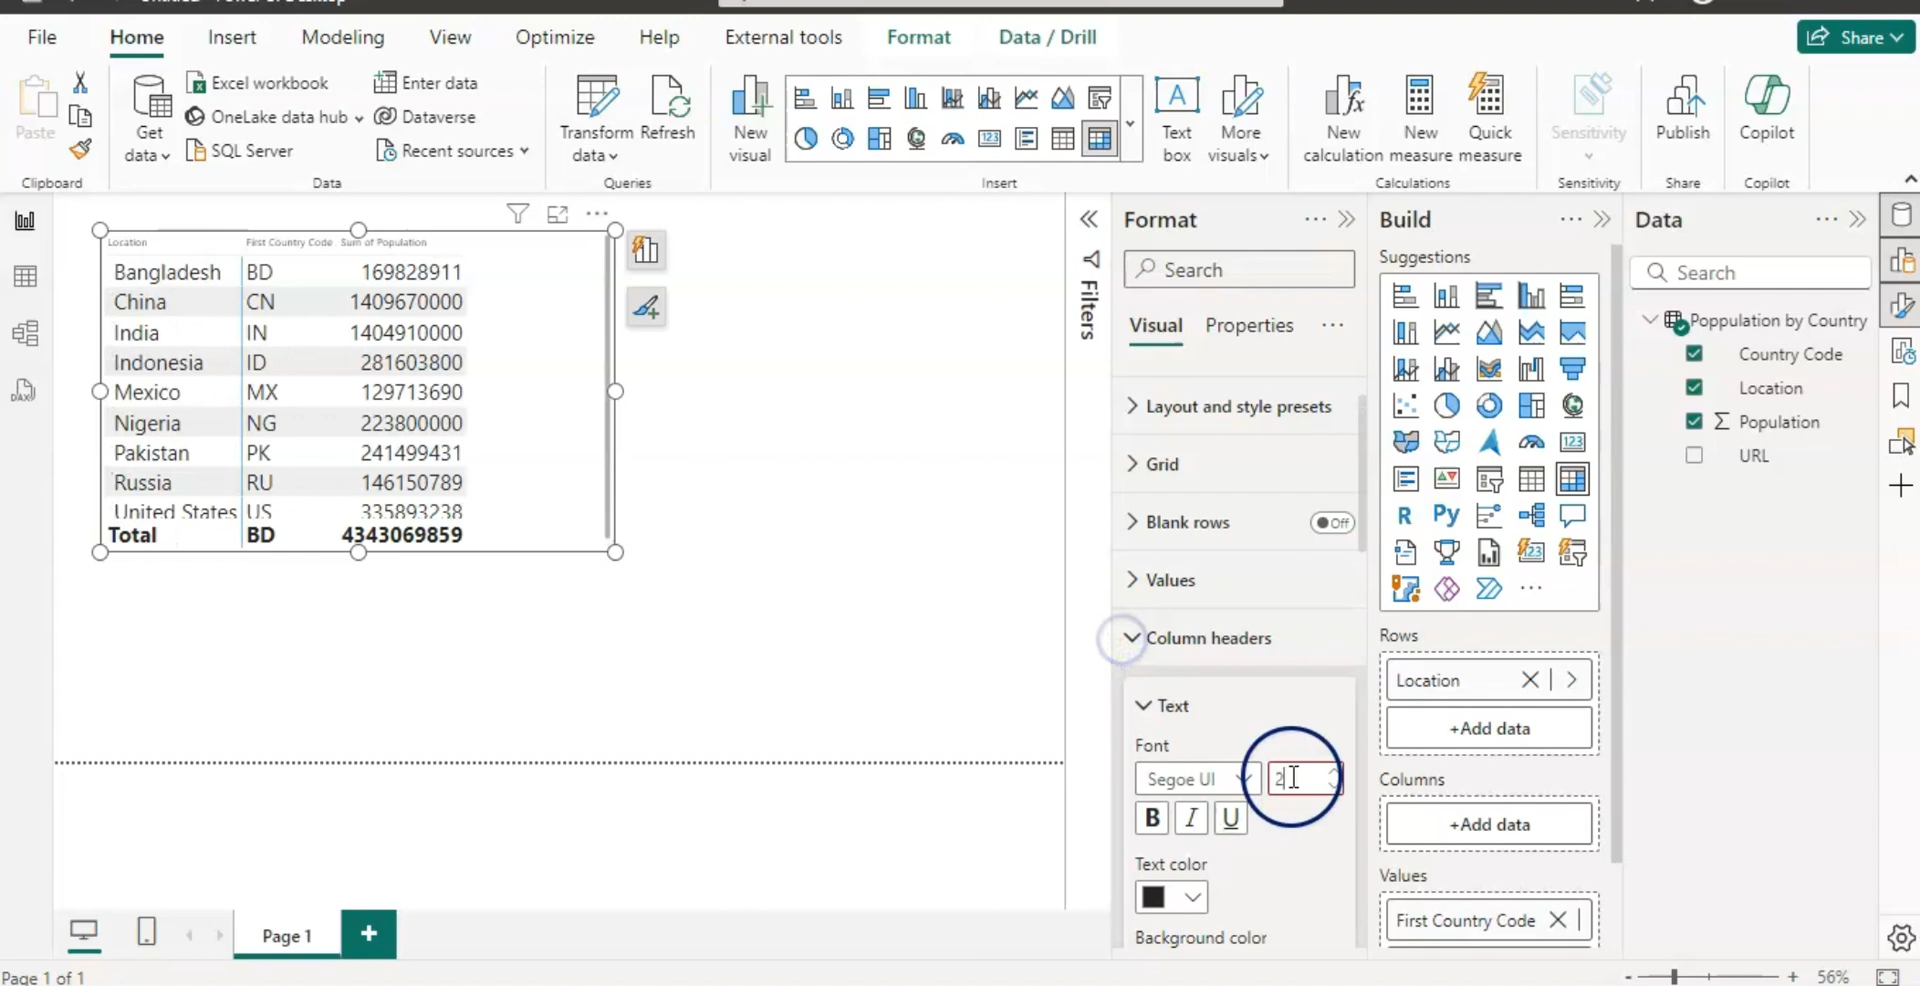 File Home Insert Modeling View Optimize Help External tools Format Data / Drill Share
Paste
Clipboard
Get data
Excel workbook
OneLake data hub
SQL Server
Enter data
Dataverse
Recent sources
Data
Transform data
Refresh
Queries
New visual
Text box
More visuals
Insert
New calculation
New measure
Quick measure
Calculations
Sensitivity
Sensitivity
Publish
Share
Copilot
Copilot
Location First Country Code Sum of Population
Bangladesh BD 169828911
China CN 1409670000
India IN 1404910000
Indonesia ID 281603800
Mexico MX 129713690
Nigeria NG 223800000
Pakistan PK 241499431
Russia RU 146150789
United States US 335893238
Total BD 4343069859
Filters
Format
Search
Visual Properties
Layout and style presets
Grid
Blank rows Off
Values
Column headers
Text
Font
Segoe UI 2
B I U
Text color
Background color
Build
Suggestions
123
R Py
123
Rows
Location
+Add data
Columns
+Add data
Values
First Country Code
Data
Search
Poppulation by Country
Country Code
Location
Σ Population
URL
DAX
Page 1
Page 1 of 1
- + 56%